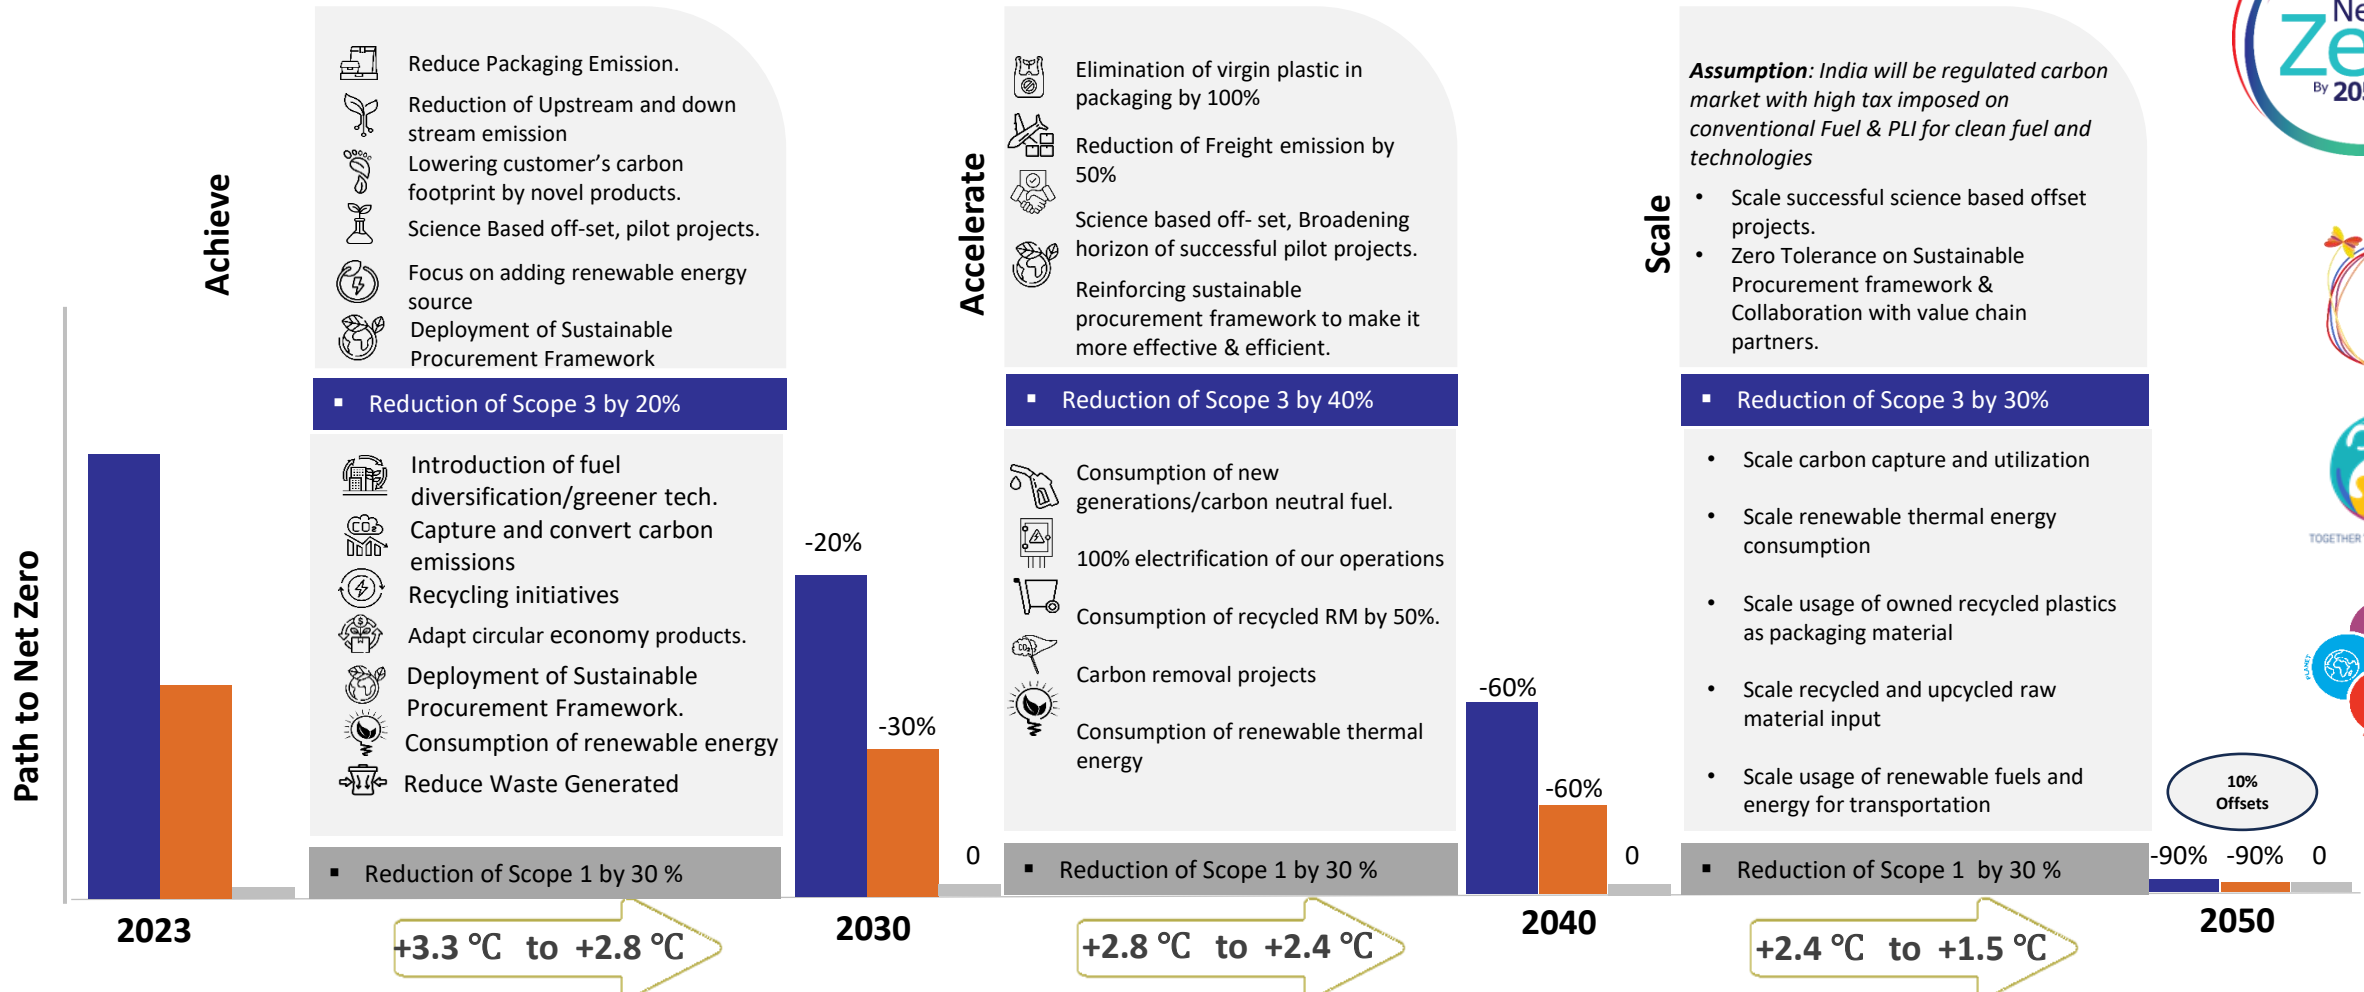 Path to Net Zero
Achieve
Reduce Packaging Emission.
Reduction of Upstream and down
stream emission
Lowering customer's carbon
footprint by novel products.
Science Based off-set, pilot projects.
Focus on adding renewable energy
source
Deployment of Sustainable
Procurement Framework
▪ Reduction of Scope 3 by 20%
Introduction of fuel
diversification/greener tech.
CO₂
Capture and convert carbon
emissions
Recycling initiatives
Adapt circular economy products.
Deployment of Sustainable
Procurement Framework.
Consumption of renewable energy
Reduce Waste Generated
▪ Reduction of Scope 1 by 30 %
2023
+3.3 °C to +2.8 °C
-20%
-30%
0
2030
Accelerate
Elimination of virgin plastic in
packaging by 100%
Reduction of Freight emission by
50%
Science based off- set, Broadening
horizon of successful pilot projects.
Reinforcing sustainable
procurement framework to make it
more effective & efficient.
▪ Reduction of Scope 3 by 40%
Consumption of new
generations/carbon neutral fuel.
100% electrification of our operations
Consumption of recycled RM by 50%.
CO₂
Carbon removal projects
Consumption of renewable thermal
energy
▪ Reduction of Scope 1 by 30 %
+2.8 °C to +2.4 °C
-60%
-60%
0
2040
Scale
Assumption: India will be regulated carbon
market with high tax imposed on
conventional Fuel & PLI for clean fuel and
technologies
• Scale successful science based offset
projects.
• Zero Tolerance on Sustainable
Procurement framework &
Collaboration with value chain
partners.
▪ Reduction of Scope 3 by 30%
• Scale carbon capture and utilization
• Scale renewable thermal energy
consumption
• Scale usage of owned recycled plastics
as packaging material
• Scale recycled and upcycled raw
material input
• Scale usage of renewable fuels and
energy for transportation
▪ Reduction of Scope 1 by 30 %
+2.4 °C to +1.5 °C
10%
Offsets
-90%
-90%
0
2050
By
TOGETHER
PLANET